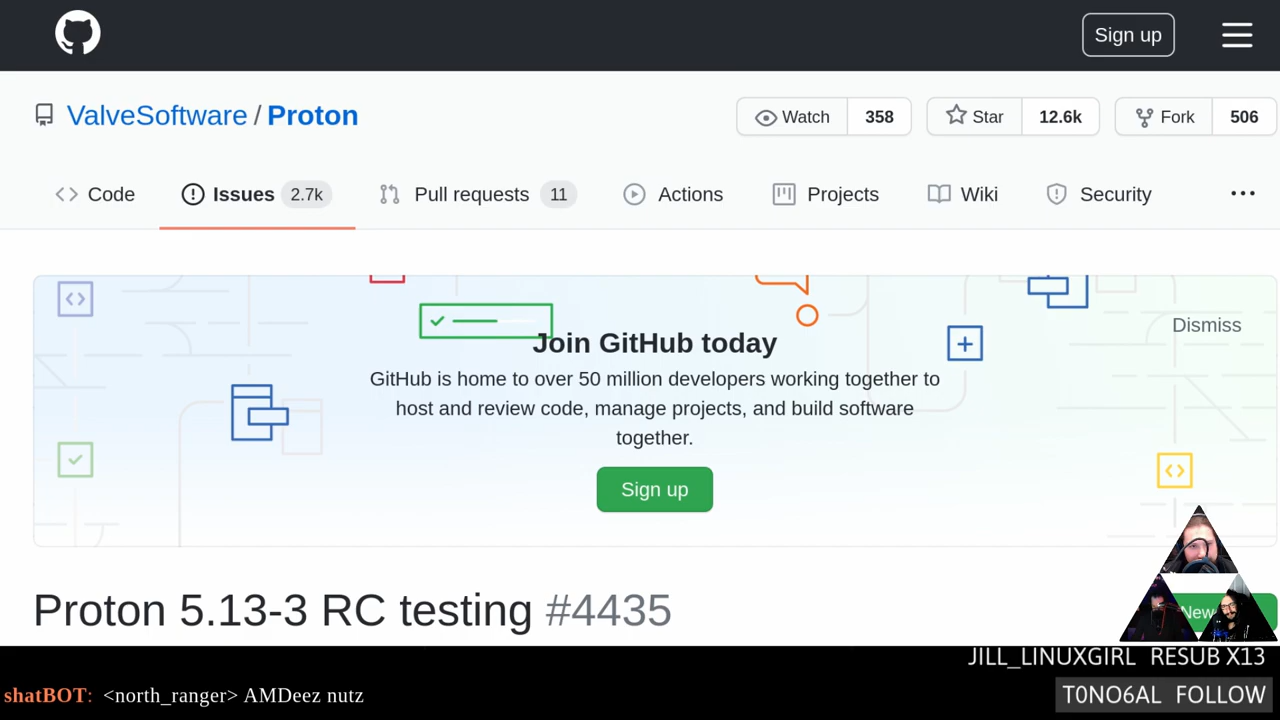 Sign up
ValveSoftware / Proton
Watch 358
Star 12.6k
Fork 506
Code
Issues 2.7k
Pull requests 11
Actions
Projects
Wiki
Security
Join GitHub today
Dismiss
GitHub is home to over 50 million developers working together to
host and review code, manage projects, and build software
together.
Sign up
Proton 5.13-3 RC testing #4435
New
JILL_LINUXGIRL RESUB X13
shatBOT: <north_ranger> AMDeez nutz
T0NO6AL FOLLOW